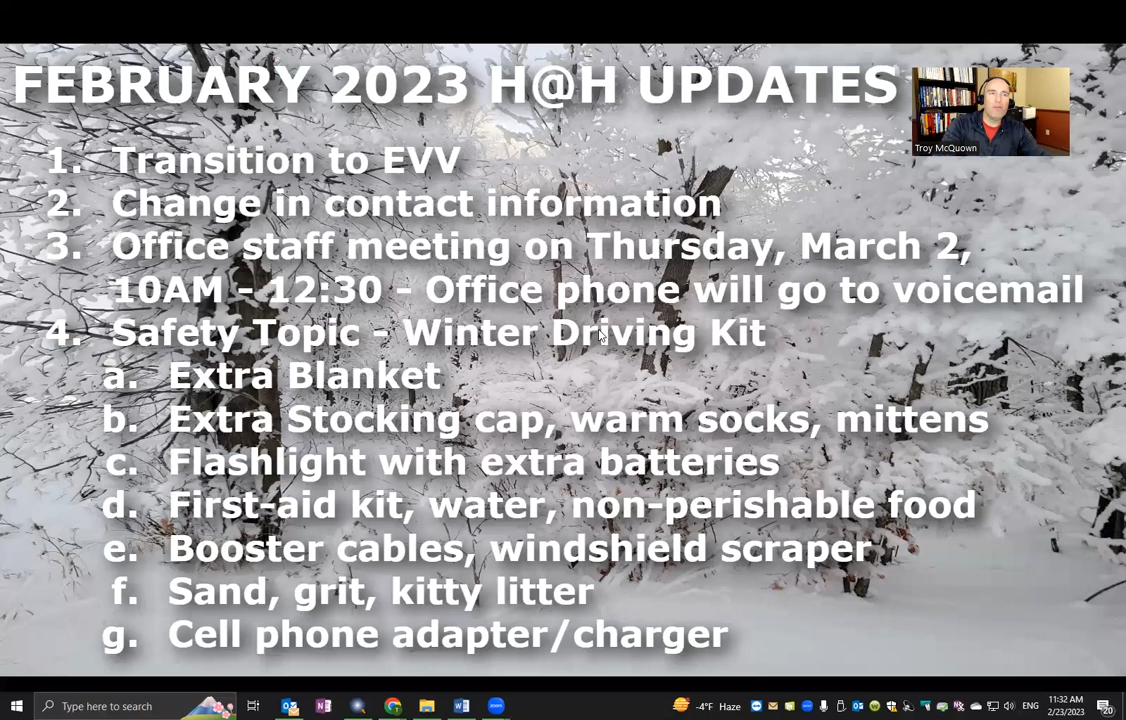 FEBRUARY 2023 H@H UPDATES
Troy McQuown
1. Transition to EVV
2. Change in contact information
3. Office staff meeting on Thursday, March 2,
10AM - 12:30 - Office phone will go to voicemail
4. Safety Topic - Winter Driving Kit
a. Extra Blanket
b. Extra Stocking cap, warm socks, mittens
c. Flashlight with extra batteries
d. First-aid kit, water, non-perishable food
e. Booster cables, windshield scraper
f. Sand, grit, kitty litter
g. Cell phone adapter/charger
Type here to search
-4°F Haze
ENG
11:32 AM
2/23/2023
20